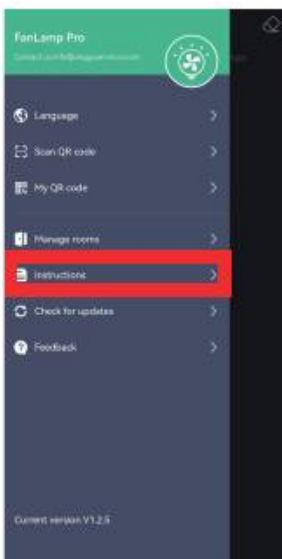 FanLamp Pro
Language
Scan QR code
My QR code
Manage rooms
Instructions
Check for updates
Feedback
Current version V1.2.5